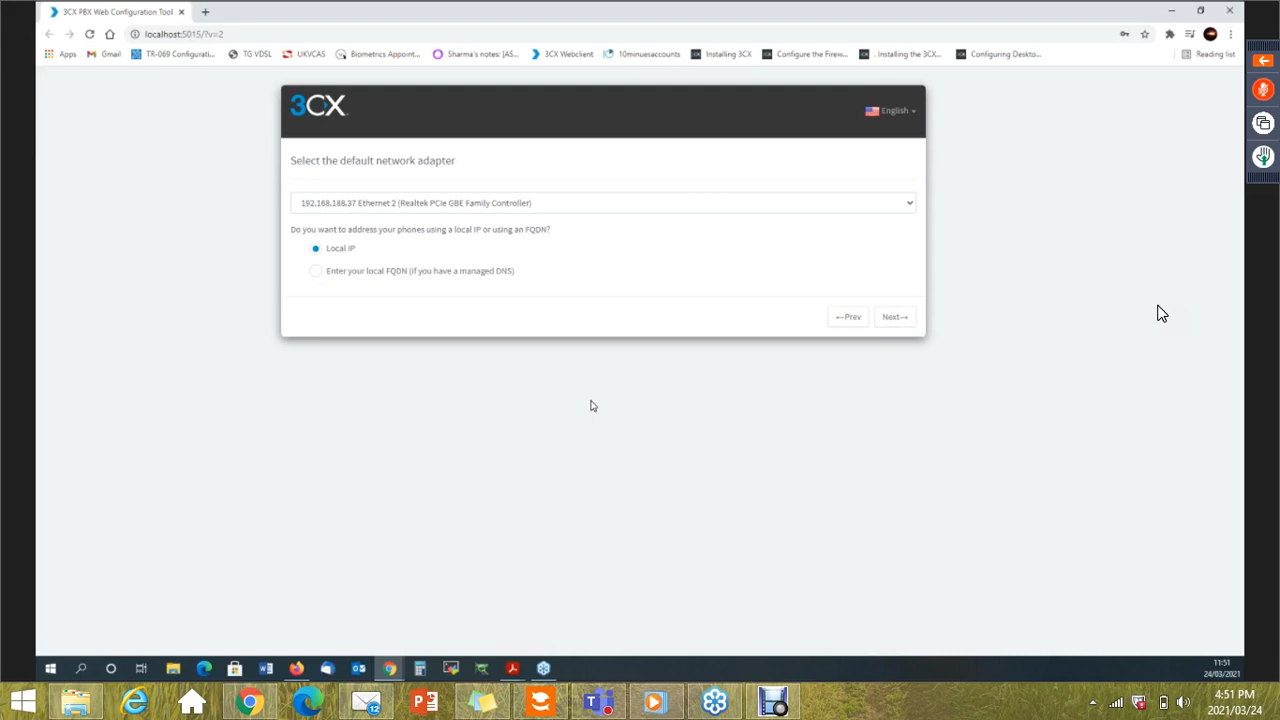 3CX PBX Web Configuration Tool
localhost:5015/?v=2
Apps
Gmail
TR-069 Configurati...
TG VDSL
UKVCAS
Biometrics Appoint...
Sharma's notes: [AS...
3CX Webclient
10minuesaccounts
Installing 3CX
Configure the Firew...
. Installing the 3CX...
Configuring Deskto...
Reading list
3CX
English
Select the default network adapter
192.168.188.37 Ethernet 2 (Realtek PCIe GBE Family Controller)
Do you want to address your phones using a local IP or using an FQDN?
Local IP
Enter your local FQDN (if you have a managed DNS)
←Prev
Next→
11:51
24/03/2021
12
4:51 PM
2021/03/24